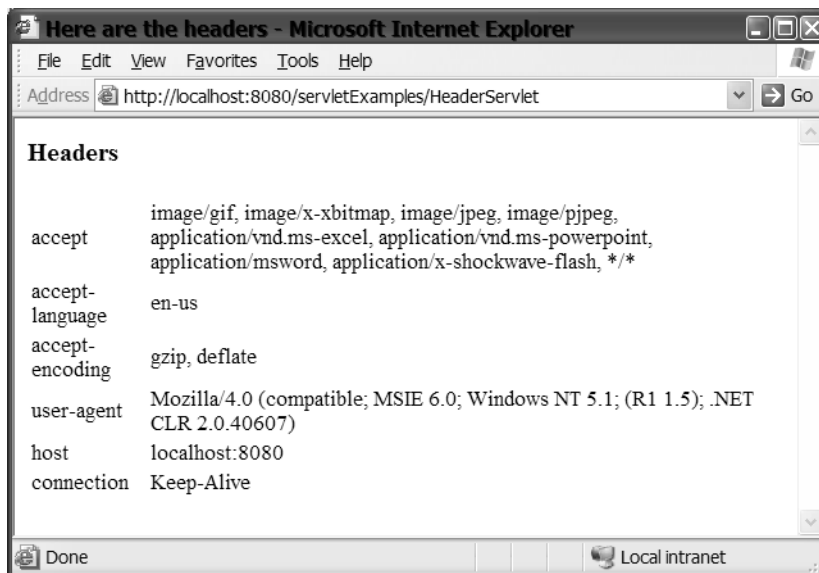 Here are the headers - Microsoft Internet Explorer
File Edit View Favorites Tools Help
Address http://localhost:8080/servletExamples/HeaderServlet Go
Headers
accept image/gif, image/x-xbitmap, image/jpeg, image/pjpeg,
application/vnd.ms-excel, application/vnd.ms-powerpoint,
application/msword, application/x-shockwave-flash, */*
accept-
language en-us
accept-
encoding gzip, deflate
user-agent Mozilla/4.0 (compatible; MSIE 6.0; Windows NT 5.1; (R1 1.5); .NET
CLR 2.0.40607)
host localhost:8080
connection Keep-Alive
Done Local intranet